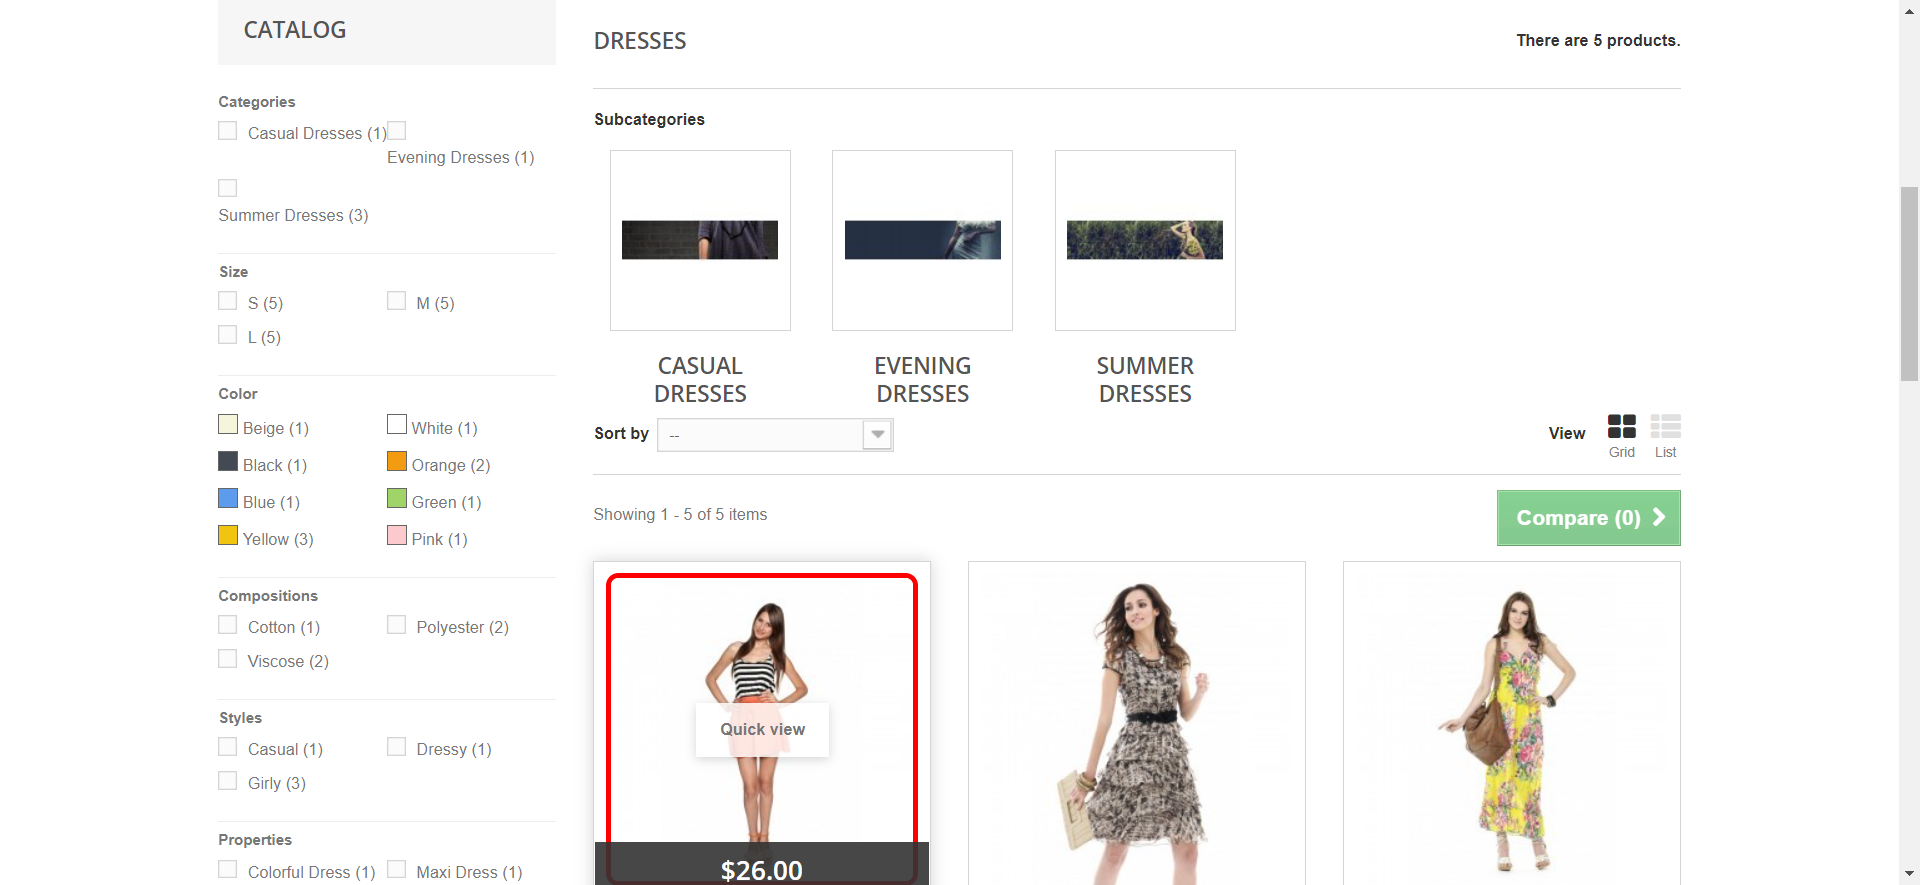 CATALOG
Categories
Casual Dresses (1)
Evening Dresses (1)
Summer Dresses (3)
Size
S (5)
M (5)
L (5)
Color
Beige (1)
White (1)
Black (1)
Orange (2)
Blue (1)
Green (1)
Yellow (3)
Pink (1)
Compositions
Cotton (1)
Polyester (2)
Viscose (2)
Styles
Casual (1)
Dressy (1)
Girly (3)
Properties
Colorful Dress (1)
Maxi Dress (1)
DRESSES
There are 5 products.
Subcategories
CASUAL
DRESSES
EVENING
DRESSES
SUMMER
DRESSES
Sort by
--
View
Grid
List
Showing 1 - 5 of 5 items
Compare (0)
Quick view
$26.00